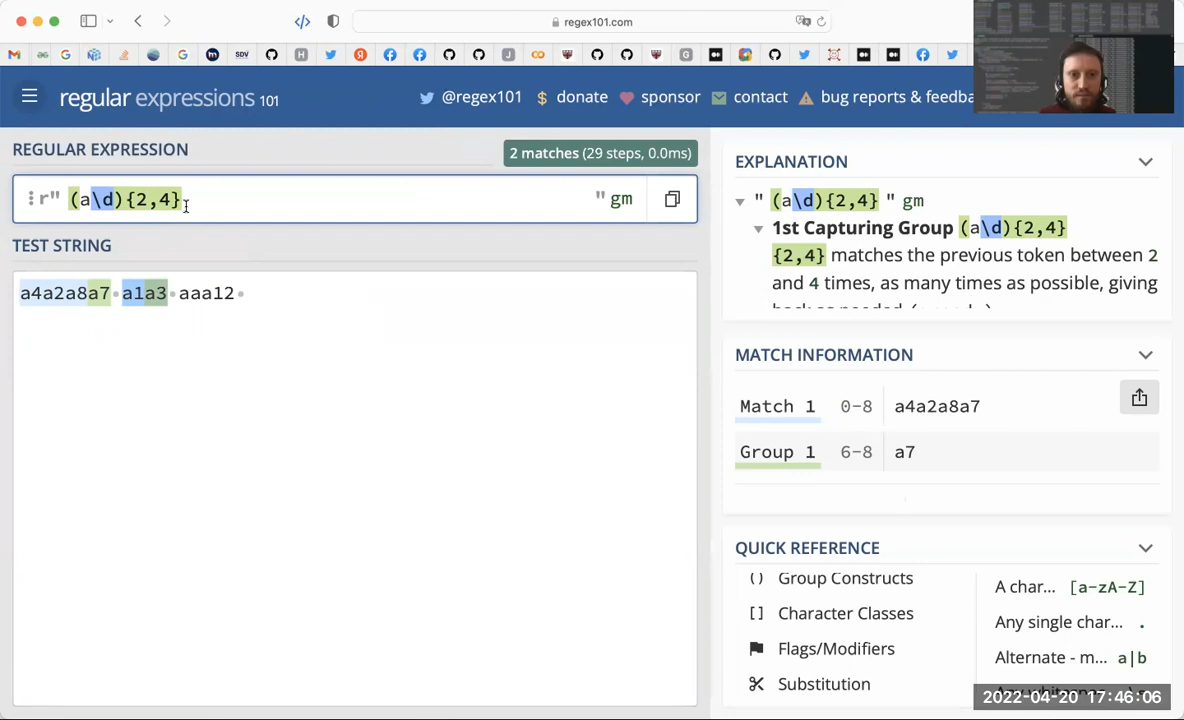 regex101.com
regular expressions 101
@regex101
$ donate
sponsor
contact
bug reports & feedba
REGULAR EXPRESSION
2 matches (29 steps, 0.0ms)
r" (a\d){2,4} " gm
TEST STRING
a4a2a8a7 a1a3 aaa12
EXPLANATION
" (a\d){2,4} " gm
1st Capturing Group (a\d){2,4}
{2,4} matches the previous token between 2
and 4 times, as many times as possible, giving
MATCH INFORMATION
Match 1 0-8 a4a2a8a7
Group 1 6-8 a7
QUICK REFERENCE
() Group Constructs
[] Character Classes
Flags/Modifiers
Substitution
A char... [a-zA-Z]
Any single char... .
Alternate - m... a|b
2022-04-20 17:46:06